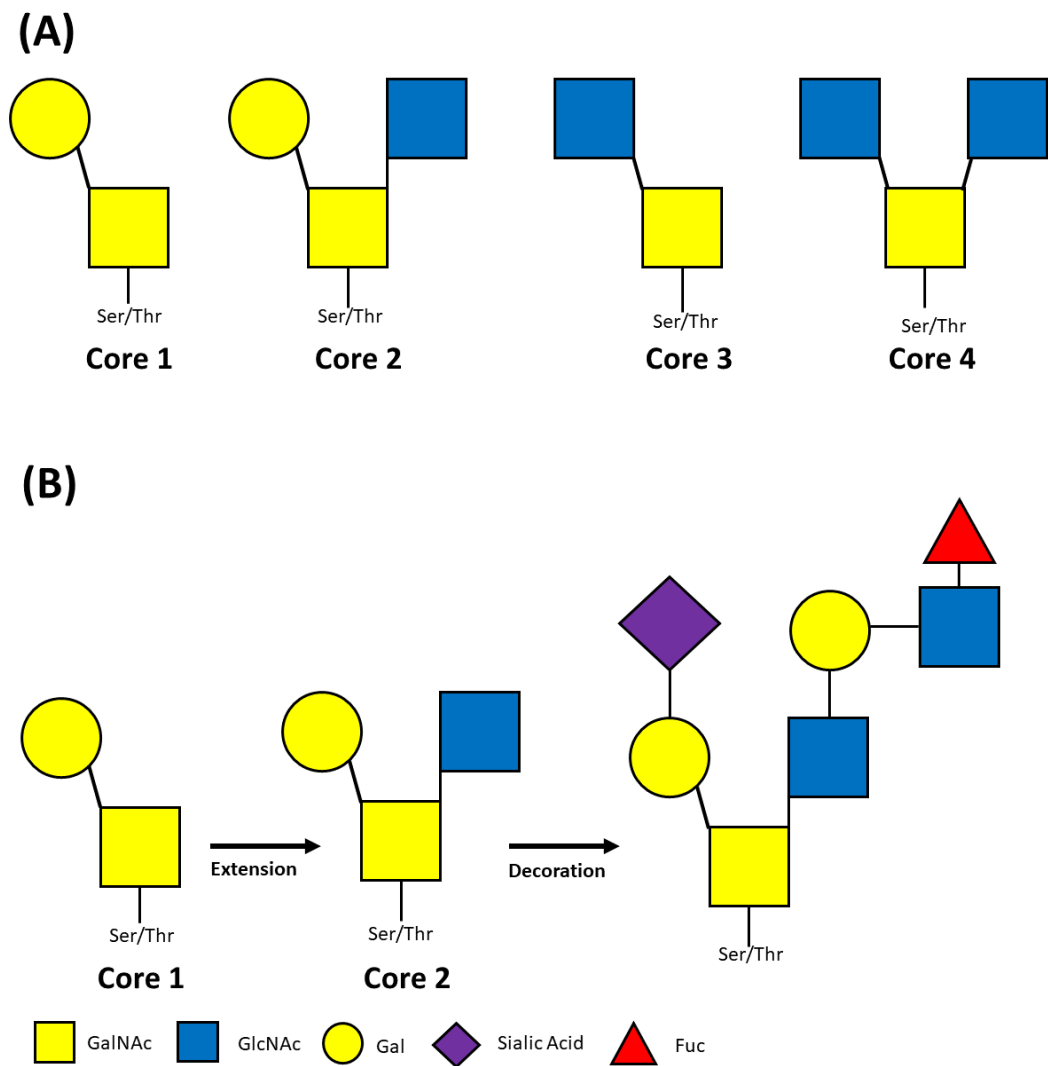 (A)
Ser/Thr Ser/Thr Ser/Thr Ser/Thr
Core 1 Core 2 Core 3 Core 4
(B)
Extension Decoration
Ser/Thr Ser/Thr Ser/Thr
Core 1 Core 2
GalNAc GlcNAc Gal Sialic Acid Fuc